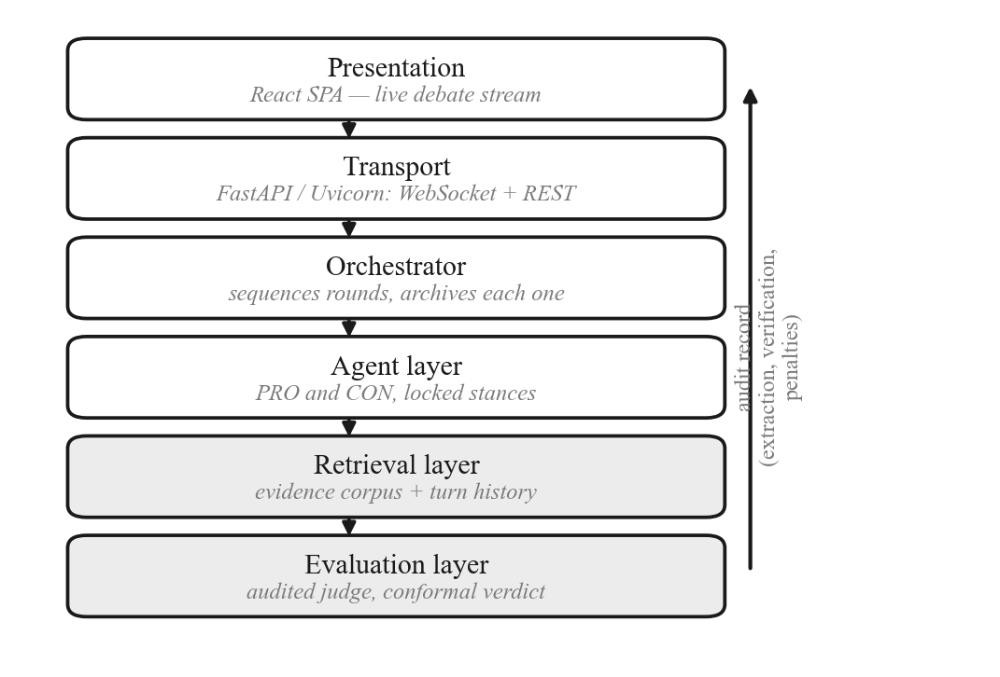 Presentation
React SPA — live debate stream
Transport
FastAPI / Uvicorn: WebSocket + REST
Orchestrator
sequences rounds, archives each one
Agent layer
PRO and CON, locked stances
Retrieval layer
evidence corpus + turn history
Evaluation layer
audited judge, conformal verdict
audit record
(extraction, verification,
penalties)